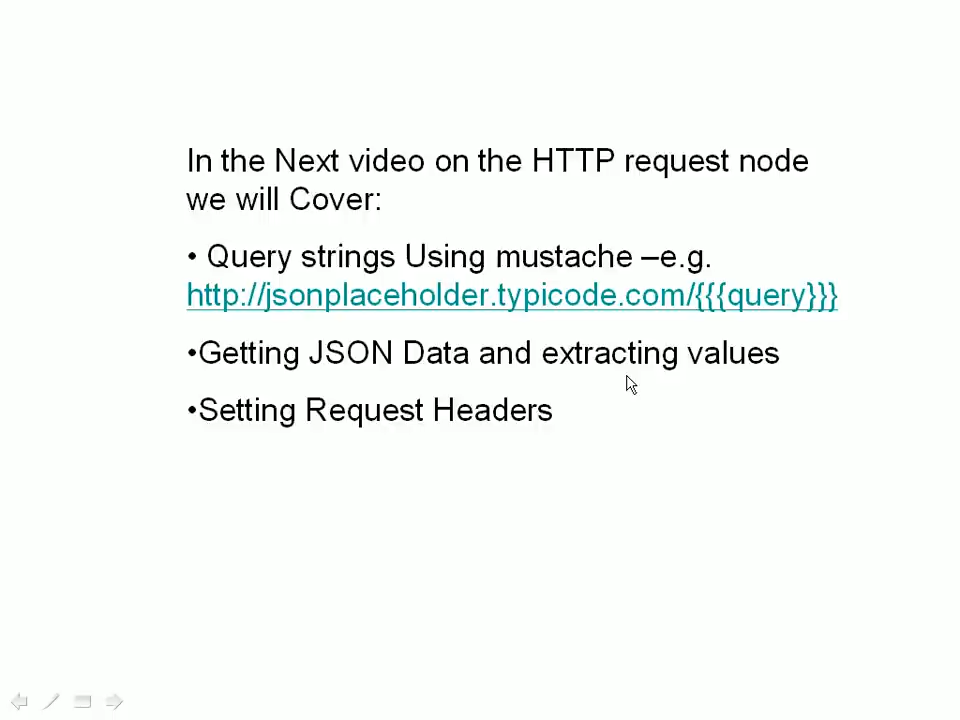 In the Next video on the HTTP request node
we will Cover:
• Query strings Using mustache –e.g.
http://jsonplaceholder.typicode.com/{{{query}}}
•Getting JSON Data and extracting values
•Setting Request Headers